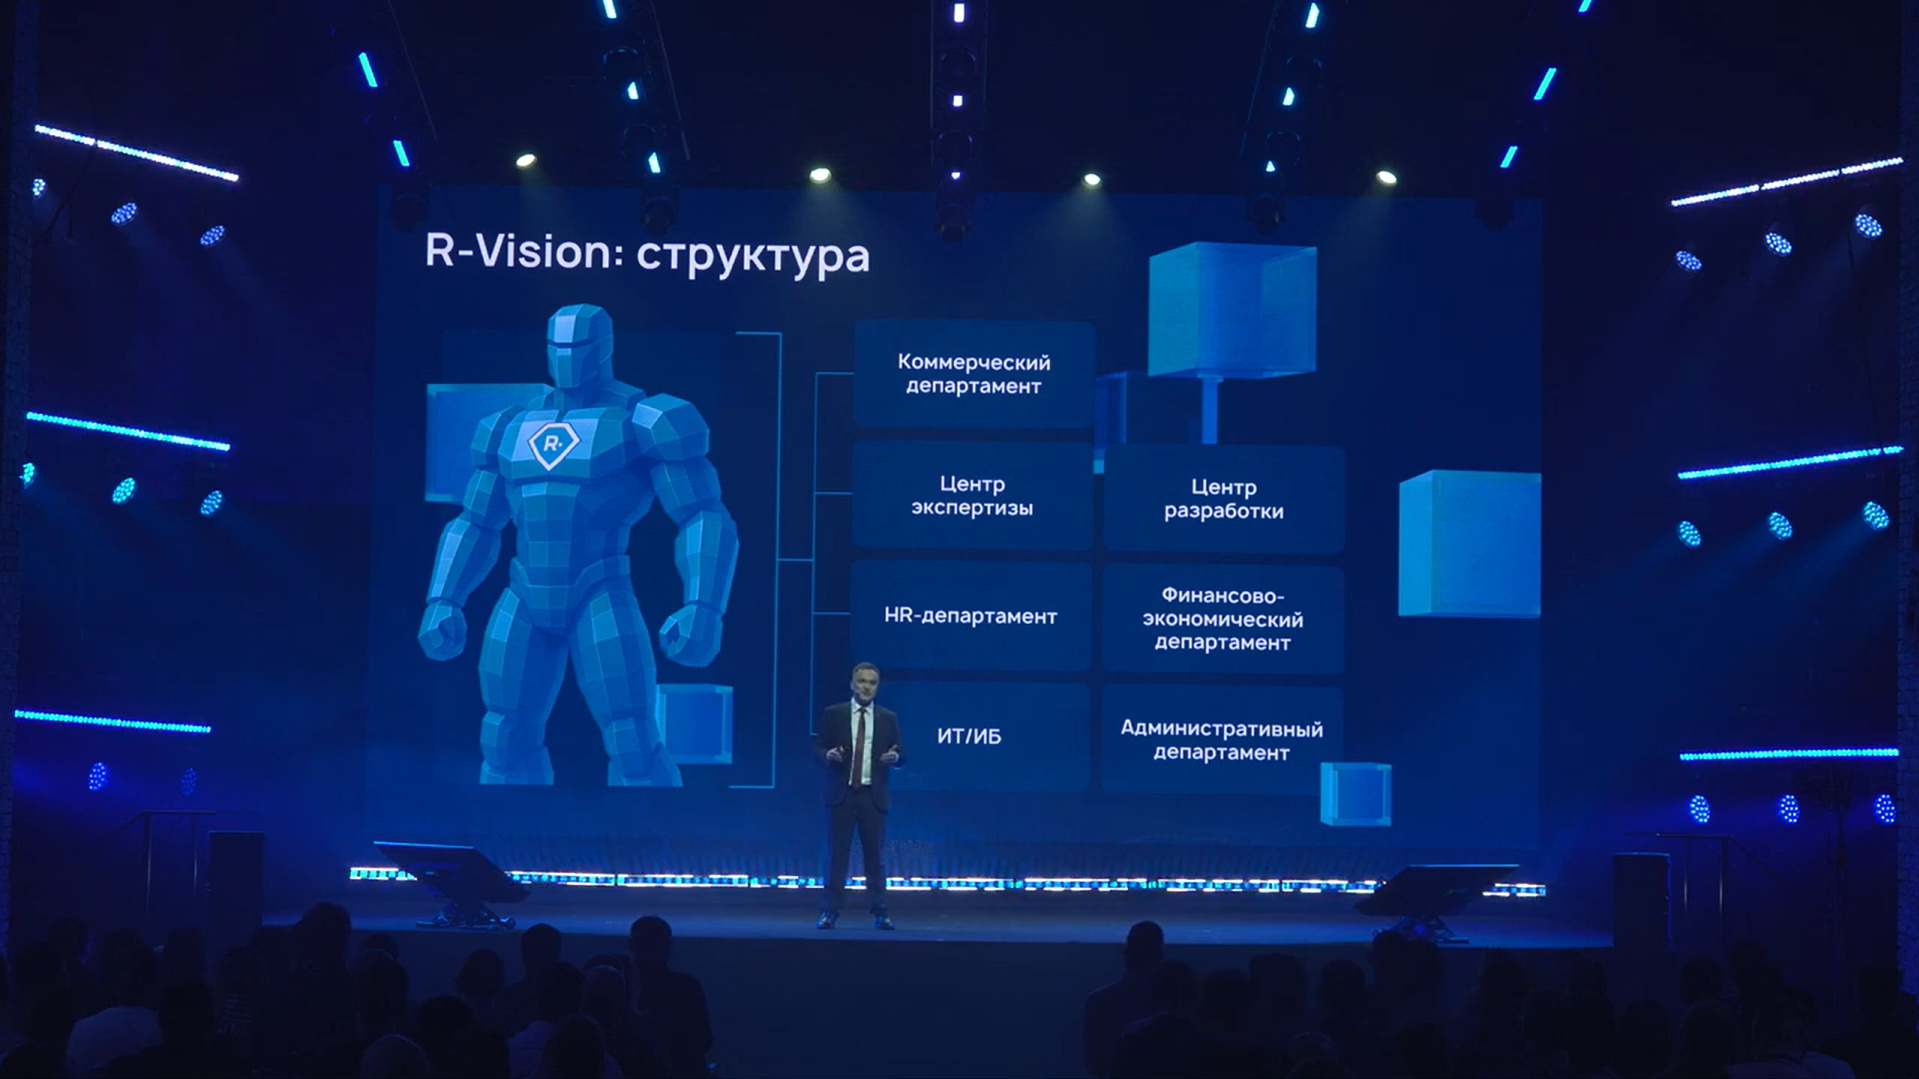 R-Vision: структура
R·
Коммерческий
департамент
Центр
экспертизы
Центр
разработки
HR-департамент
Финансово-
экономический
департамент
ИТ/ИБ
Административный
департамент